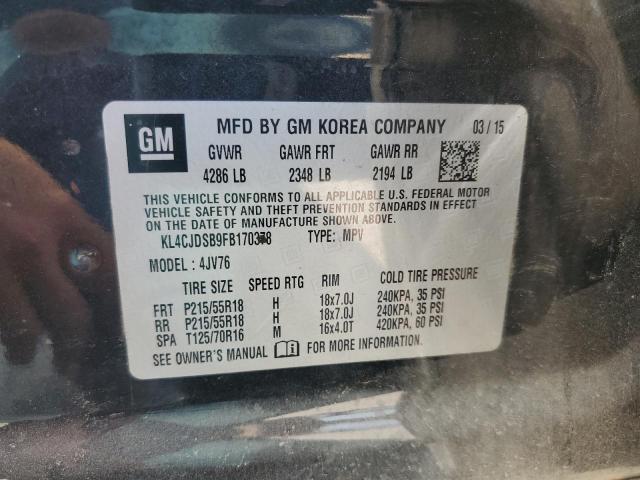 GM
MFD BY GM KOREA COMPANY 03/15
GVWR GAWR FRT GAWR RR
4286 LB 2348 LB 2194 LB
THIS VEHICLE CONFORMS TO ALL APPLICABLE U.S. FEDERAL MOTOR
VEHICLE SAFETY AND THEFT PREVENTION STANDARDS IN EFFECT
ON THE DATE OF MANUFACTURE SHOWN ABOVE.
TYPE: MPV
MODEL: 4JV76
TIRE SIZE SPEED RTG RIM COLD TIRE PRESSURE
FRT P215/55R18 H 18x7.0J 240KPA, 35 PSI
RR P215/55R18 H 18x7.0J 240KPA, 35 PSI
SPA T125/70R16 M 16x4.0T 420KPA, 60 PSI
SEE OWNER'S MANUAL FOR MORE INFORMATION.